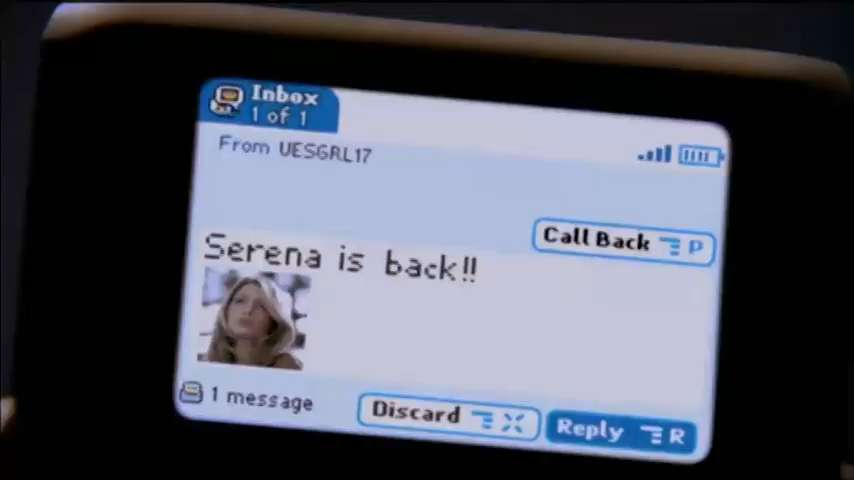 Inbox
1 of 1
From UESGRL17
Call Back P
Serena is back!!
1 message
Discard
Reply R